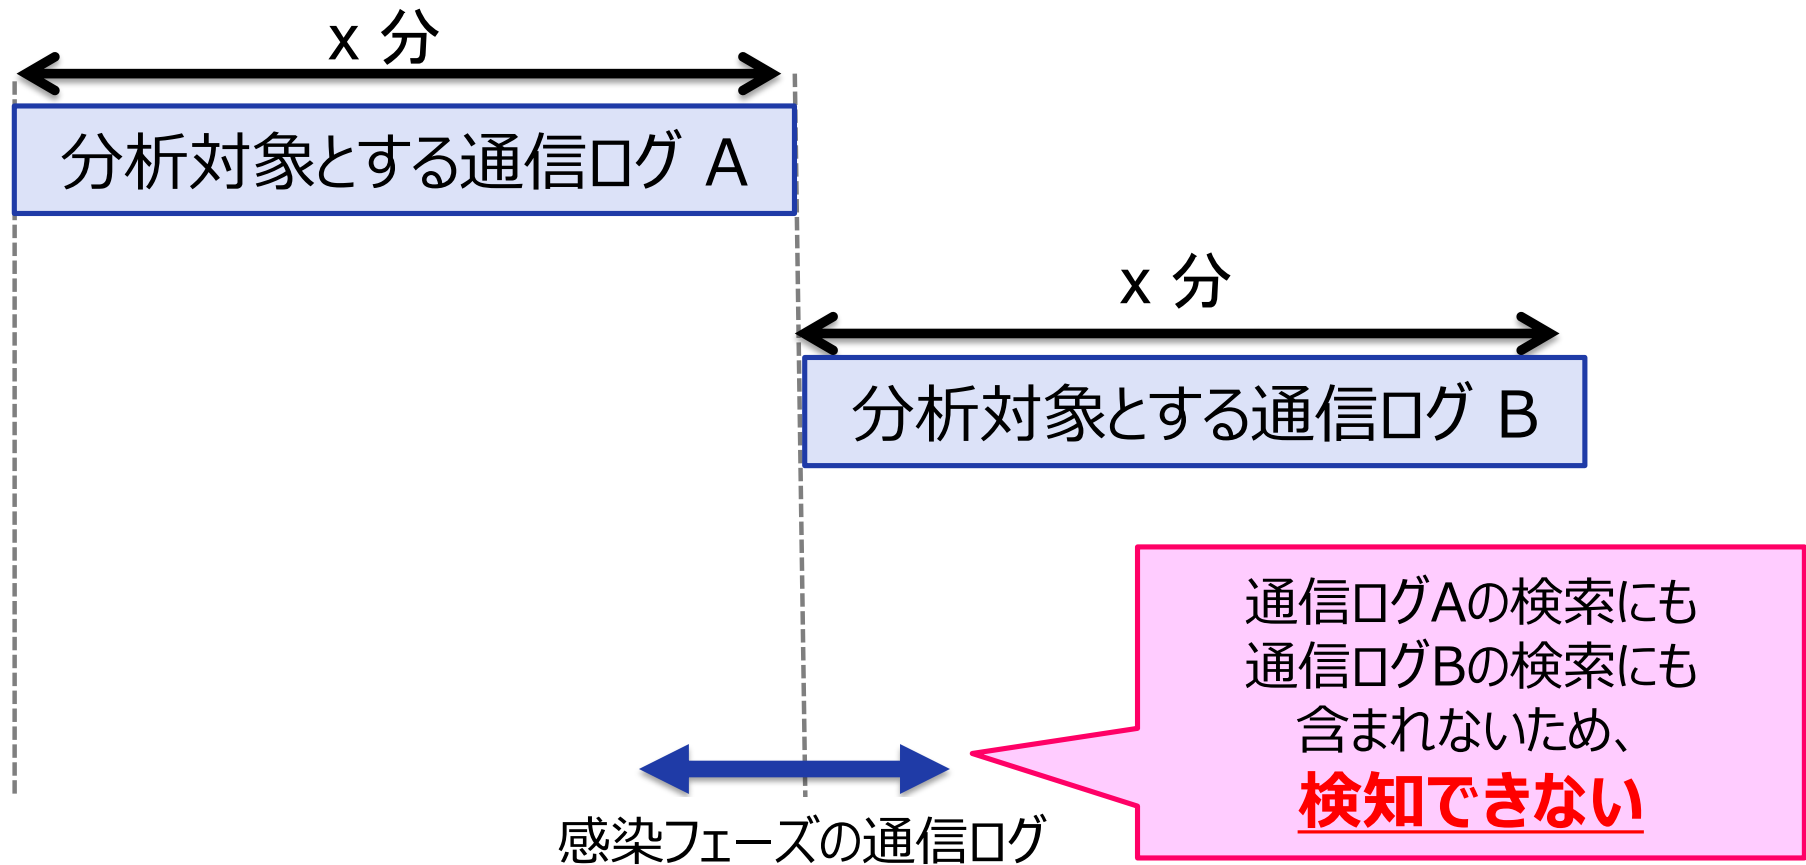 x 分
分析対象とする通信ログ A
x 分
分析対象とする通信ログ B
通信ログAの検索にも
通信ログBの検索にも
含まれないため、
検知できない
感染フェーズの通信ログ